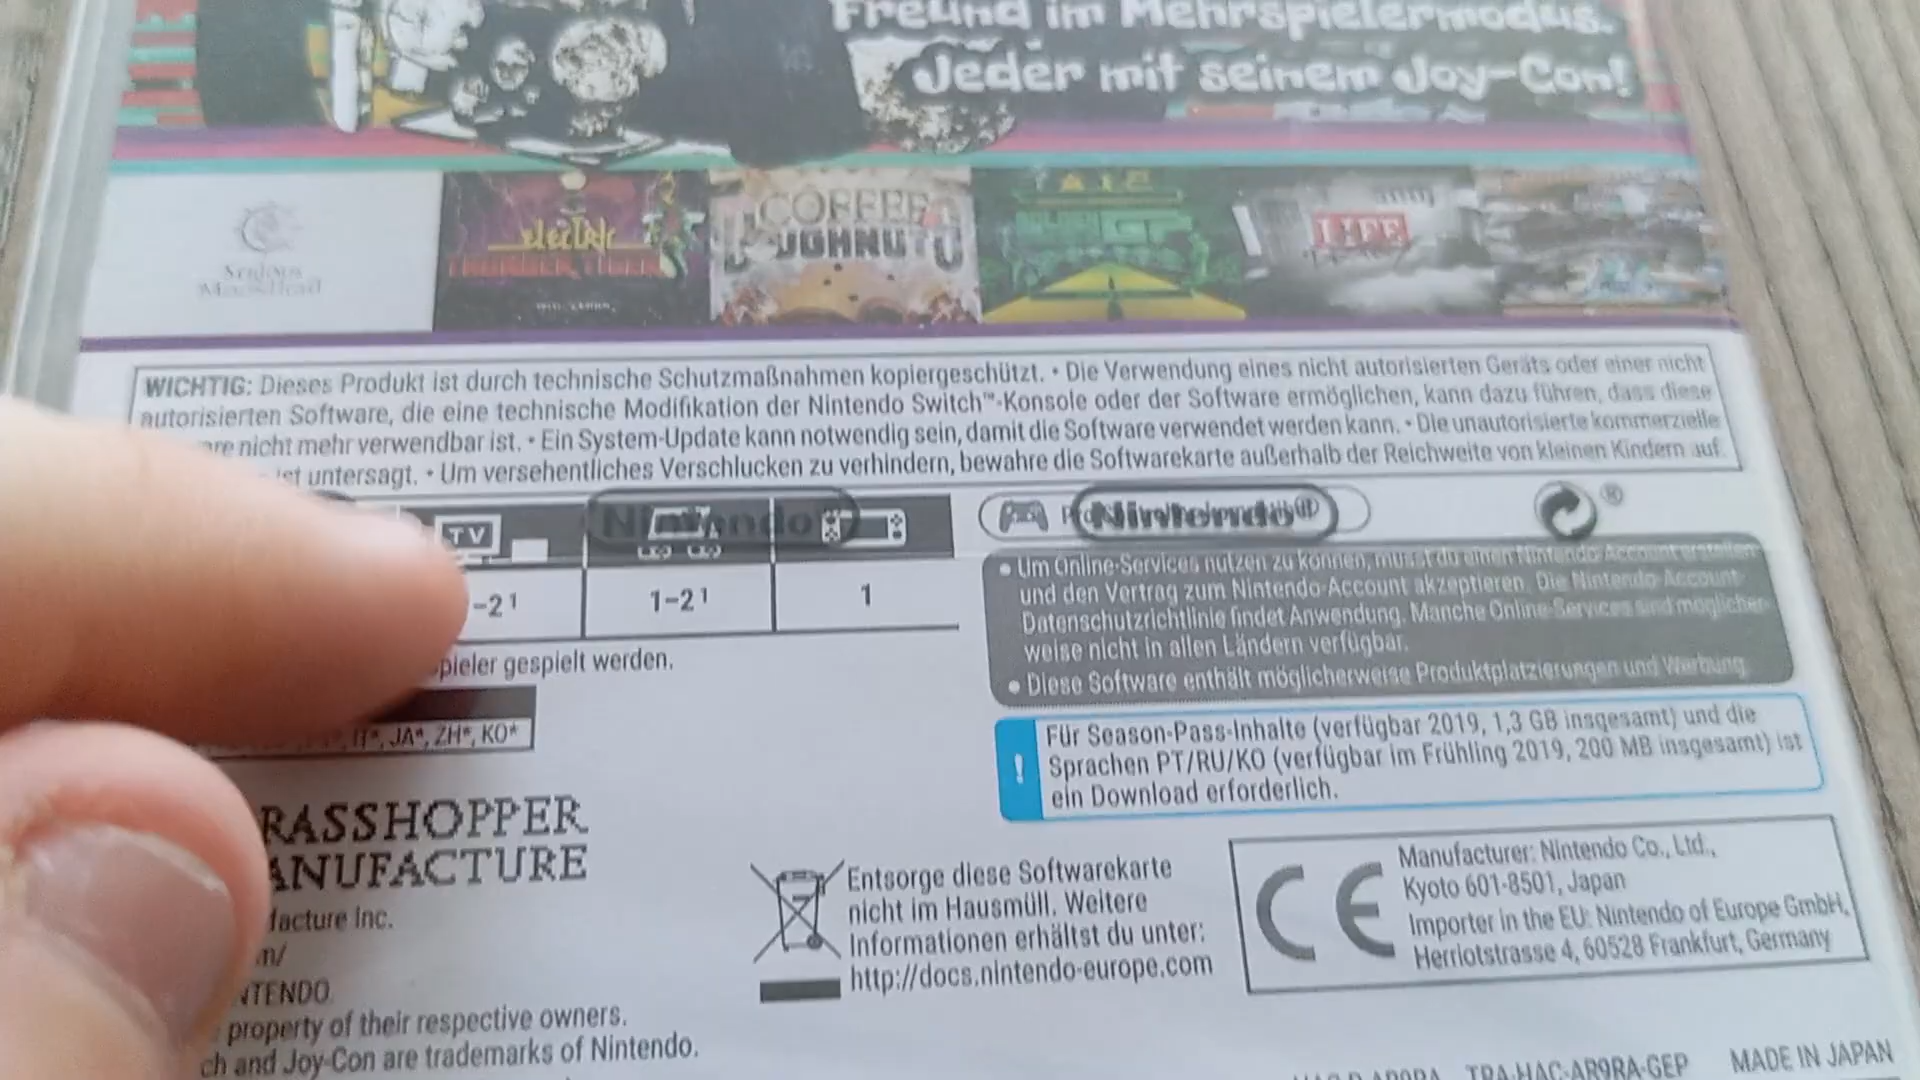 Freund im Mehrspielermodus.
Jeder mit seinem Joy-Con!
Serious
electric
THUNDER TIGER
COFFEE
DOUGHNUTS
LIFE
WICHTIG: Dieses Produkt ist durch technische Schutzmaßnahmen kopiergeschützt. • Die Verwendung eines nicht autorisierten Geräts oder einer nicht
autorisierten Software, die eine technische Modifikation der Nintendo Switch™-Konsole oder der Software ermöglichen, kann dazu führen, dass diese
are nicht mehr verwendbar ist. • Ein System-Update kann notwendig sein, damit die Software verwendet werden kann. • Die unautorisierte kommerzielle
ist untersagt. • Um versehentliches Verschlucken zu verhindern, bewahre die Softwarekarte außerhalb der Reichweite von kleinen Kindern auf.
TV
Nintendo
Nintendo®
®
-2¹
1-2¹
1
pieler gespielt werden.
IT*, JA*, ZH*, KO*
• Um Online-Services nutzen zu können, musst du einen Nintendo-Account erstellen
und den Vertrag zum Nintendo-Account akzeptieren. Die Nintendo-Account-
Datenschutzrichtlinie findet Anwendung. Manche Online-Services sind möglicher-
weise nicht in allen Ländern verfügbar.
• Diese Software enthält möglicherweise Produktplatzierungen und Werbung.
! Für Season-Pass-Inhalte (verfügbar 2019, 1,3 GB insgesamt) und die
Sprachen PT/RU/KO (verfügbar im Frühling 2019, 200 MB insgesamt) ist
ein Download erforderlich.
RASSHOPPER
ANUFACTURE
facture Inc.
m/
NTENDO
property of their respective owners.
ch and Joy-Con are trademarks of Nintendo.
Entsorge diese Softwarekarte
nicht im Hausmüll. Weitere
Informationen erhältst du unter:
http://docs.nintendo-europe.com
CE
Manufacturer: Nintendo Co., Ltd.,
Kyoto 601-8501, Japan
Importer in the EU: Nintendo of Europe GmbH,
Herriotstrasse 4, 60528 Frankfurt, Germany
TRA-HAC-AR9RA-GEP
MADE IN JAPAN